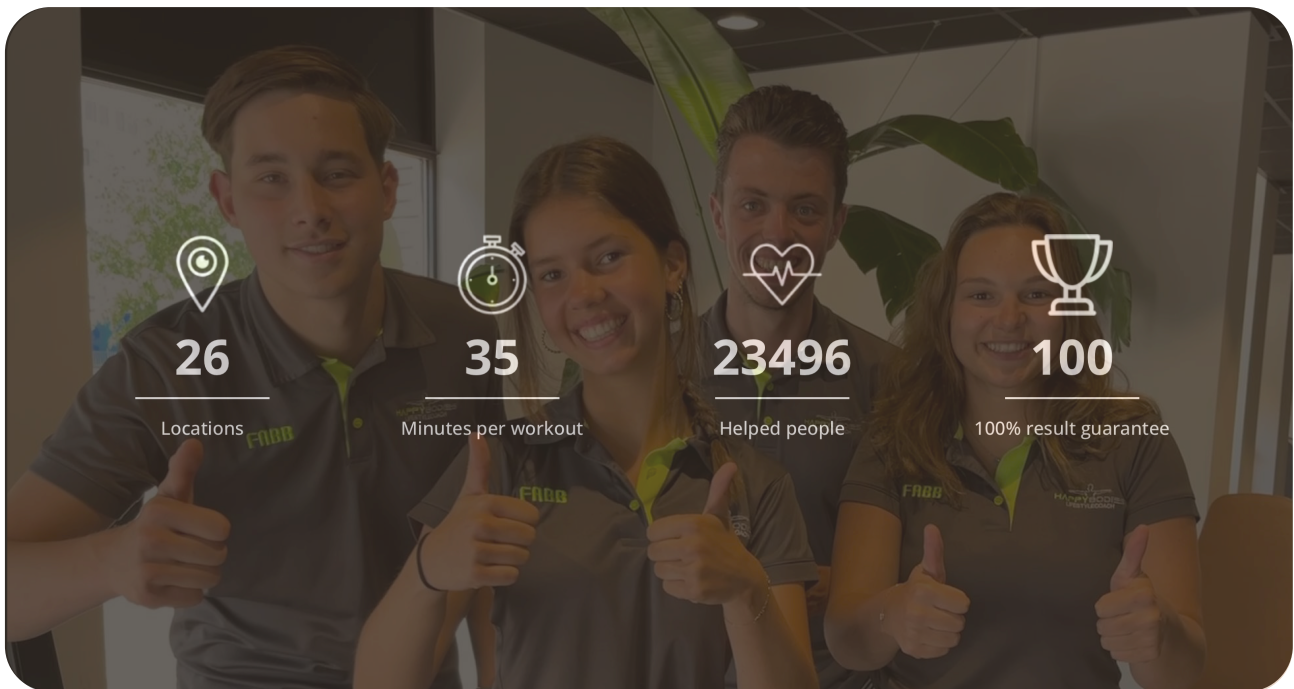 26
35
23496
100
Locations
Minutes per workout
Helped people
100% result guarantee
FABB
FABB
FABB